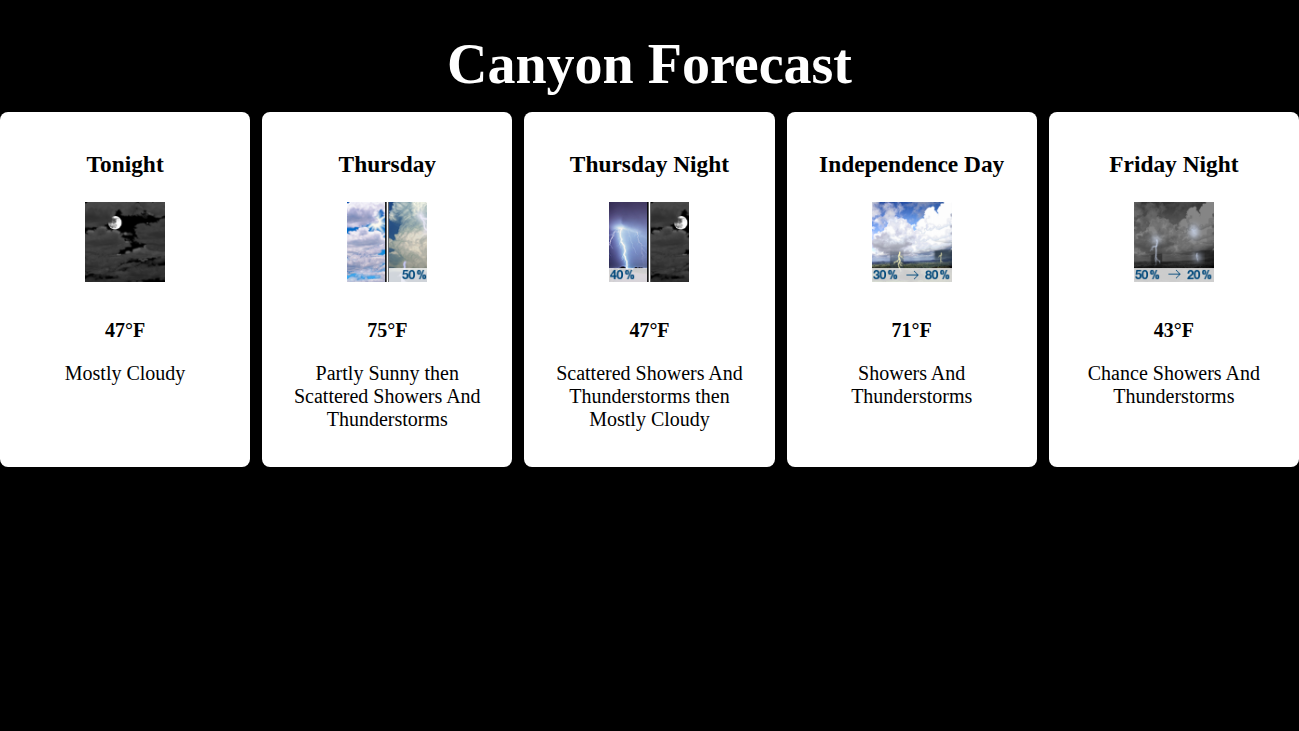 Canyon Forecast
Tonight
47°F
Mostly Cloudy
Thursday
50%
75°F
Partly Sunny then
Scattered Showers And
Thunderstorms
Thursday Night
40%
47°F
Scattered Showers And
Thunderstorms then
Mostly Cloudy
Independence Day
30% → 80%
71°F
Showers And
Thunderstorms
Friday Night
50% → 20%
43°F
Chance Showers And
Thunderstorms